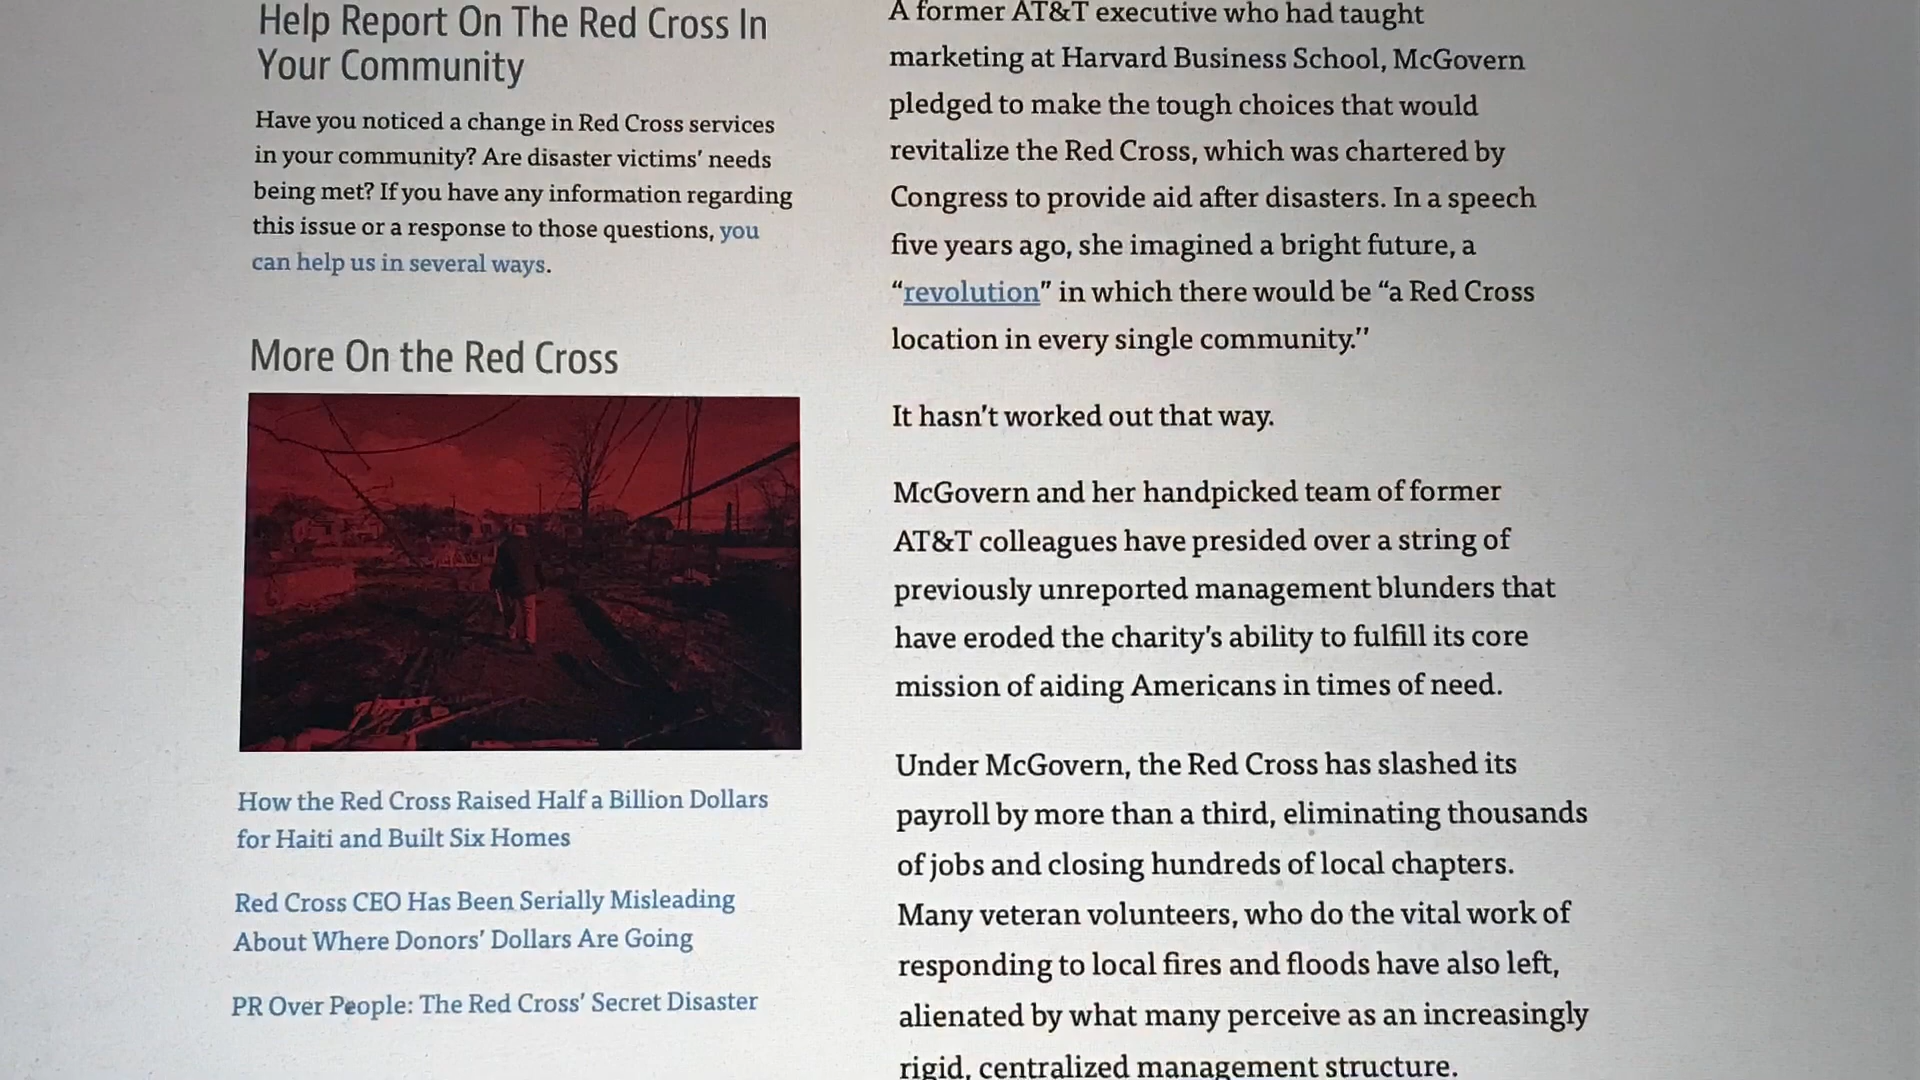 Help Report On The Red Cross In
Your Community
Have you noticed a change in Red Cross services
in your community? Are disaster victims' needs
being met? If you have any information regarding
this issue or a response to those questions, you
can help us in several ways.
More On the Red Cross
How the Red Cross Raised Half a Billion Dollars
for Haiti and Built Six Homes
Red Cross CEO Has Been Serially Misleading
About Where Donors' Dollars Are Going
PR Over People: The Red Cross' Secret Disaster
A former AT&T executive who had taught
marketing at Harvard Business School, McGovern
pledged to make the tough choices that would
revitalize the Red Cross, which was chartered by
Congress to provide aid after disasters. In a speech
five years ago, she imagined a bright future, a
“revolution” in which there would be “a Red Cross
location in every single community.”
It hasn't worked out that way.
McGovern and her handpicked team of former
AT&T colleagues have presided over a string of
previously unreported management blunders that
have eroded the charity's ability to fulfill its core
mission of aiding Americans in times of need.
Under McGovern, the Red Cross has slashed its
payroll by more than a third, eliminating thousands
of jobs and closing hundreds of local chapters.
Many veteran volunteers, who do the vital work of
responding to local fires and floods have also left,
alienated by what many perceive as an increasingly
rigid, centralized management structure.